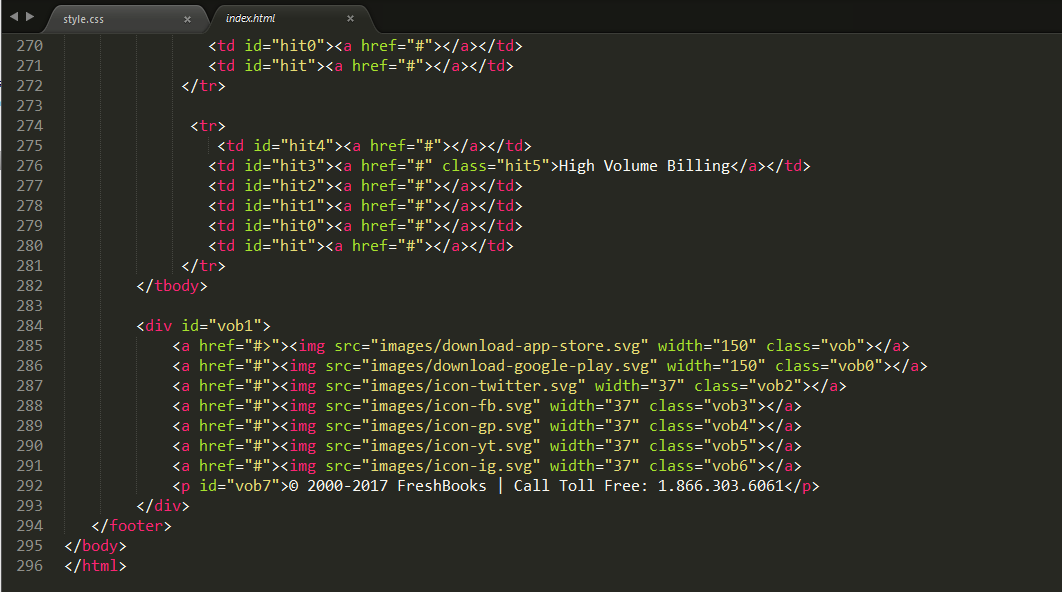 style.css × index.html ×
270 <td id="hit0"><a href="#"></a></td>
271 <td id="hit"><a href="#"></a></td>
272 </tr>
273
274 <tr>
275 <td id="hit4"><a href="#"></a></td>
276 <td id="hit3"><a href="#" class="hit5">High Volume Billing</a></td>
277 <td id="hit2"><a href="#"></a></td>
278 <td id="hit1"><a href="#"></a></td>
279 <td id="hit0"><a href="#"></a></td>
280 <td id="hit"><a href="#"></a></td>
281 </tr>
282 </tbody>
283
284 <div id="vob1">
285 <a href="#>"><img src="images/download-app-store.svg" width="150" class="vob"></a>
286 <a href="#"><img src="images/download-google-play.svg" width="150" class="vob0"></a>
287 <a href="#"><img src="images/icon-twitter.svg" width="37" class="vob2"></a>
288 <a href="#"><img src="images/icon-fb.svg" width="37" class="vob3"></a>
289 <a href="#"><img src="images/icon-gp.svg" width="37" class="vob4"></a>
290 <a href="#"><img src="images/icon-yt.svg" width="37" class="vob5"></a>
291 <a href="#"><img src="images/icon-ig.svg" width="37" class="vob6"></a>
292 <p id="vob7">© 2000-2017 FreshBooks | Call Toll Free: 1.866.303.6061</p>
293 </div>
294 </footer>
295 </body>
296 </html>